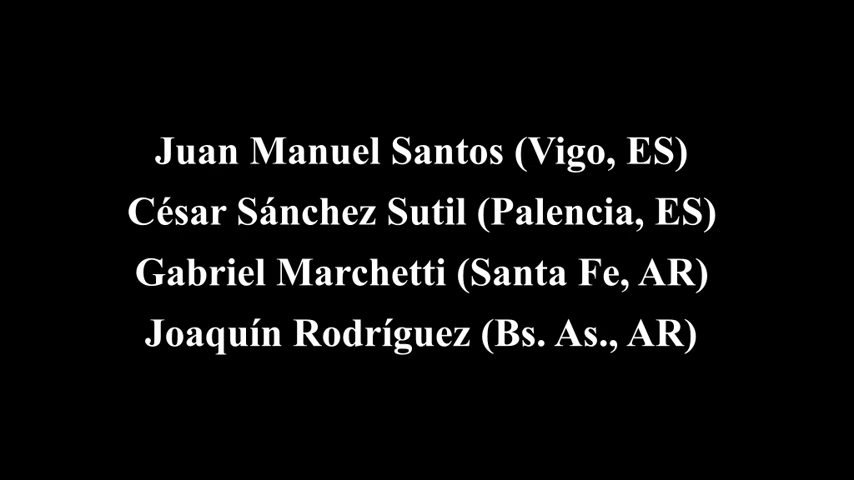 Juan Manuel Santos (Vigo, ES)
César Sánchez Sutil (Palencia, ES)
Gabriel Marchetti (Santa Fe, AR)
Joaquín Rodríguez (Bs. As., AR)